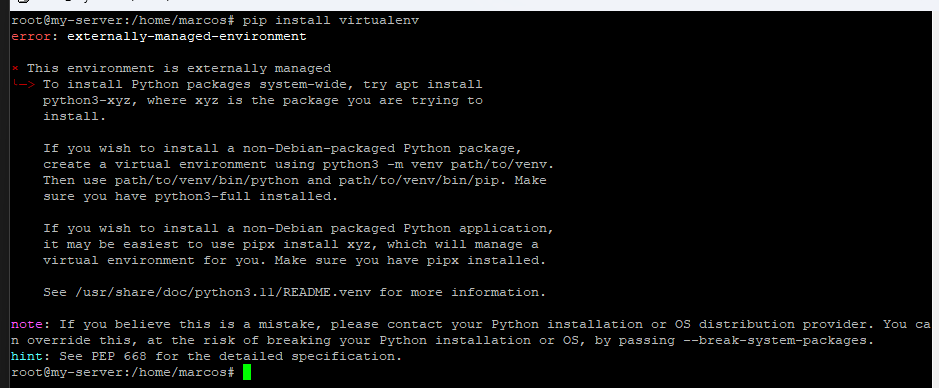 root@my-server:/home/marcos# pip install virtualenv
error: externally-managed-environment
× This environment is externally managed
╰─> To install Python packages system-wide, try apt install
python3-xyz, where xyz is the package you are trying to
install.
If you wish to install a non-Debian-packaged Python package,
create a virtual environment using python3 -m venv path/to/venv.
Then use path/to/venv/bin/python and path/to/venv/bin/pip. Make
sure you have python3-full installed.
If you wish to install a non-Debian packaged Python application,
it may be easiest to use pipx install xyz, which will manage a
virtual environment for you. Make sure you have pipx installed.
See /usr/share/doc/python3.11/README.venv for more information.
note: If you believe this is a mistake, please contact your Python installation or OS distribution provider. You ca
n override this, at the risk of breaking your Python installation or OS, by passing --break-system-packages.
hint: See PEP 668 for the detailed specification.
root@my-server:/home/marcos#